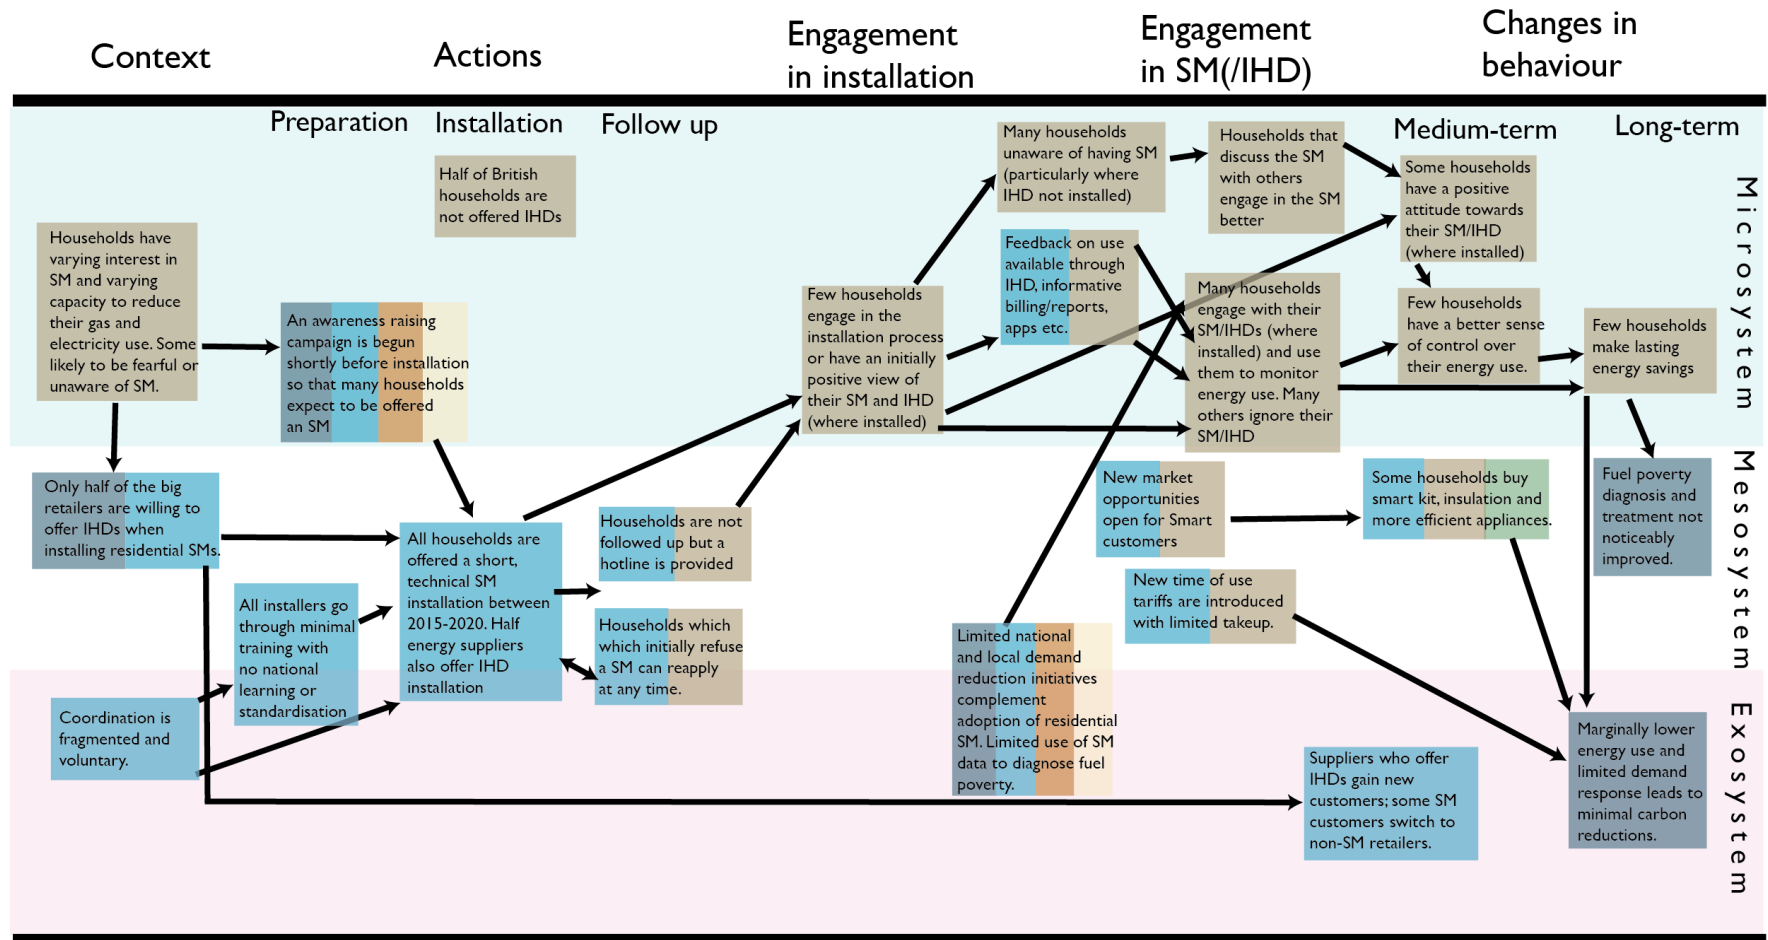 Context
Actions
Engagement
in installation
Engagement
in SM(/IHD)
Changes in
behaviour
Preparation
Installation
Follow up
Medium-term
Long-term
Microsystem
Mesosystem
Exosystem
Half of British
households are
not offered IHDs
Households have
varying interest in
SM and varying
capacity to reduce
their gas and
electricity use. Some
likely to be fearful or
unaware of SM.
An awareness raising
campaign is begun
shortly before installation
so that many households
expect to be offered
an SM
Few households
engage in the
installation process
or have an initially
positive view of
their SM and IHD
(where installed)
Many households
unaware of having SM
(particularly where
IHD not installed)
Feedback on use
available through
IHD, informative
billing/reports,
apps etc.
Households that
discuss the SM
with others
engage in the SM
better
Many households
engage with their
SM/IHDs (where
installed) and use
them to monitor
energy use. Many
others ignore their
SM/IHD
Some households
have a positive
attitude towards
their SM/IHD
(where installed)
Few households
have a better sense
of control over
their energy use.
Few households
make lasting
energy savings
Only half of the big
retailers are willing to
offer IHDs when
installing residential SMs.
All installers go
through minimal
training with
no national
learning or
standardisation
Coordination is
fragmented and
voluntary.
All households are
offered a short,
technical SM
installation between
2015-2020. Half
energy suppliers
also offer IHD
installation
Households are not
followed up but a
hotline is provided
Households which
which initially refuse
a SM can reapply
at any time.
Limited national
and local demand
reduction initiatives
complement
adoption of residential
SM. Limited use of SM
data to diagnose fuel
poverty.
New market
opportunities
open for Smart
customers
New time of use
tariffs are introduced
with limited takeup.
Some households buy
smart kit, insulation and
more efficient appliances.
Fuel poverty
diagnosis and
treatment not
noticeably
improved.
Suppliers who offer
IHDs gain new
customers; some SM
customers switch to
non-SM retailers.
Marginally lower
energy use and
limited demand
response leads to
minimal carbon
reductions.